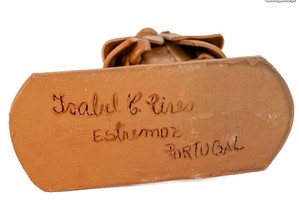 Isabel C. Pires
Estremoz
PORTUGAL